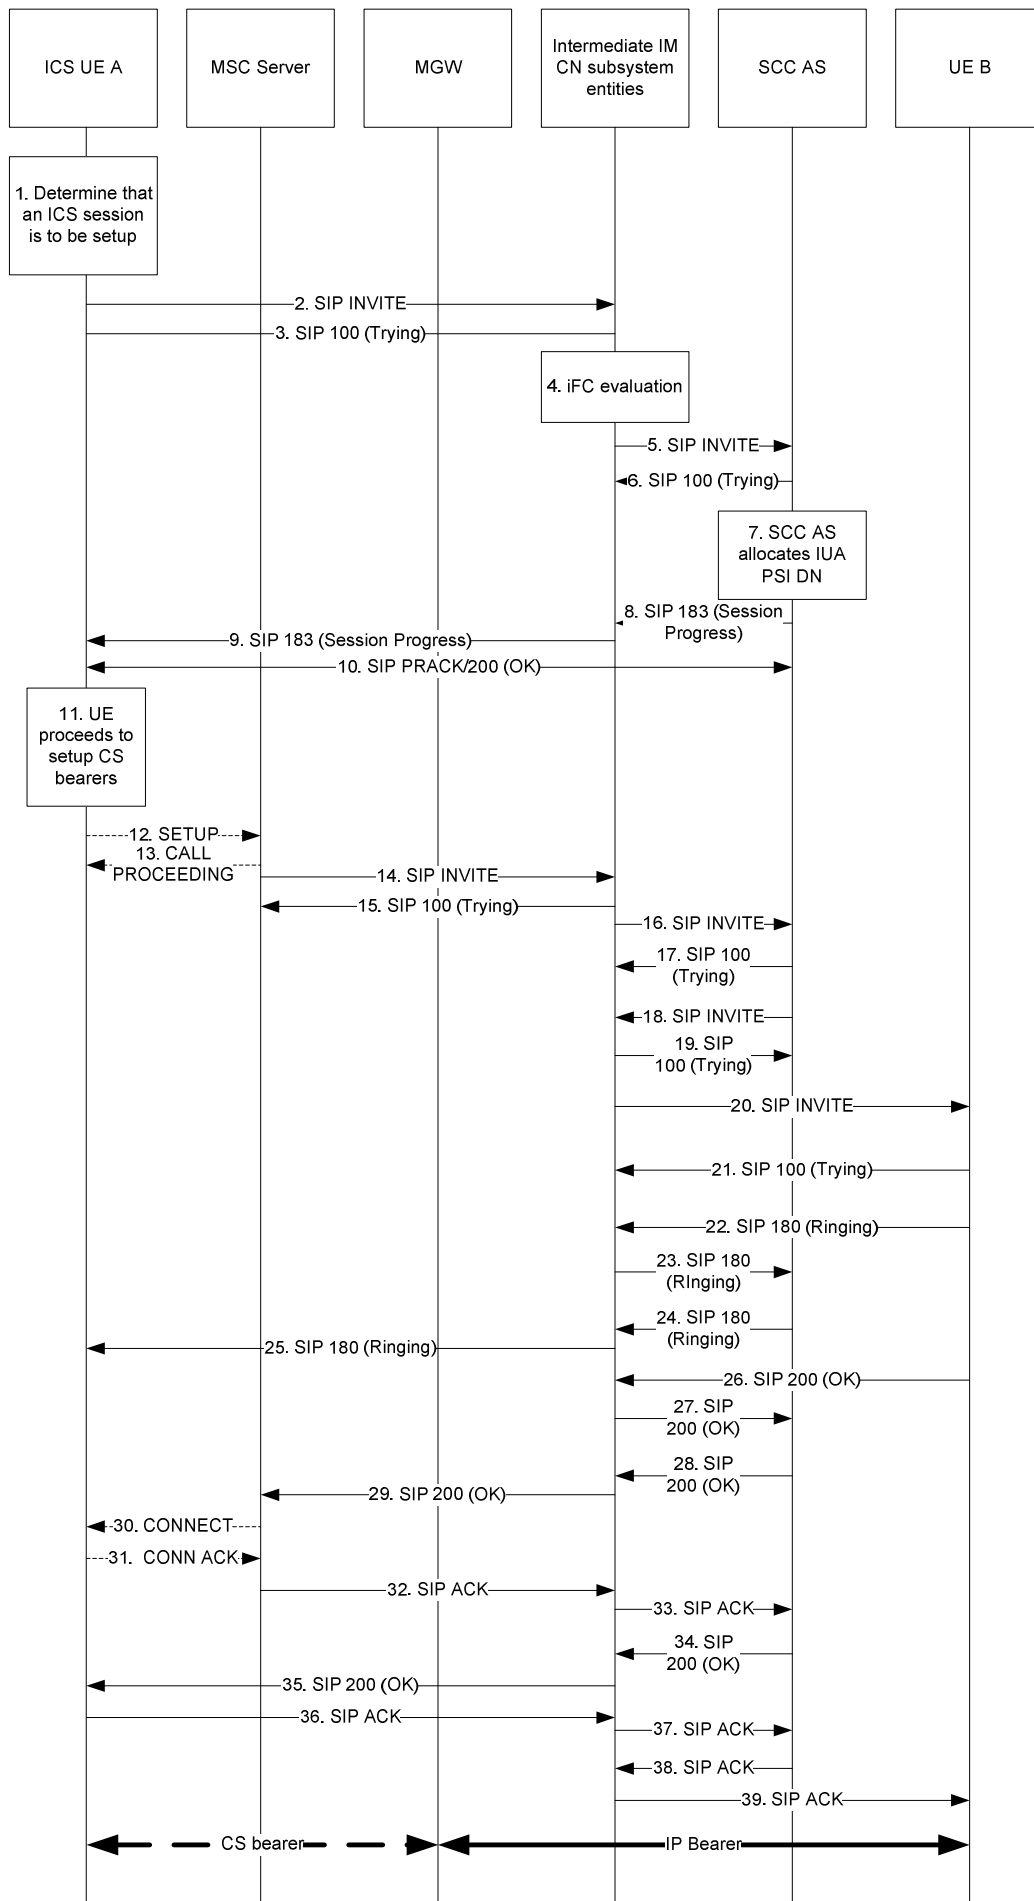 ICS UE A
MSC Server
MGW
Intermediate IM
CN subsystem
entities
SCC AS
UE B
1. Determine that
an ICS session
is to be setup
2. SIP INVITE
3. SIP 100 (Trying)
4. iFC evaluation
5. SIP INVITE
6. SIP 100 (Trying)
7. SCC AS
allocates IUA
PSI DN
8. SIP 183 (Session
Progress)
9. SIP 183 (Session Progress)
10. SIP PRACK/200 (OK)
11. UE
proceeds to
setup CS
bearers
12. SETUP
13. CALL
PROCEEDING
14. SIP INVITE
15. SIP 100 (Trying)
16. SIP INVITE
17. SIP 100
(Trying)
18. SIP INVITE
19. SIP
100 (Trying)
20. SIP INVITE
21. SIP 100 (Trying)
22. SIP 180 (Ringing)
23. SIP 180
(RInging)
24. SIP 180
(Ringing)
25. SIP 180 (Ringing)
26. SIP 200 (OK)
27. SIP
200 (OK)
28. SIP
200 (OK)
29. SIP 200 (OK)
30. CONNECT
31. CONN ACK
32. SIP ACK
33. SIP ACK
34. SIP
200 (OK)
35. SIP 200 (OK)
36. SIP ACK
37. SIP ACK
38. SIP ACK
39. SIP ACK
CS bearer
IP Bearer